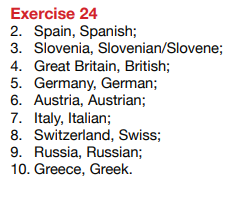 Exercise 24
2. Spain, Spanish;
3. Slovenia, Slovenian/Slovene;
4. Great Britain, British;
5. Germany, German;
6. Austria, Austrian;
7. Italy, Italian;
8. Switzerland, Swiss;
9. Russia, Russian;
10. Greece, Greek.